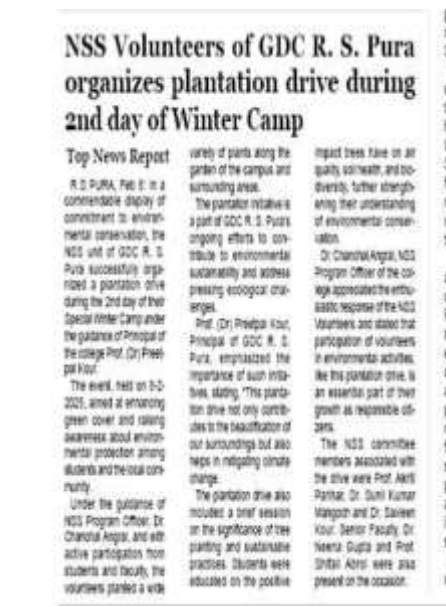 NSS Volunteers of GDC R. S. Pura
organizes plantation drive during
2nd day of Winter Camp
Top News Report
R.S PURA, Feb 8: In a
commendable display of
commitment to environ-
mental conservation, the
NSS unit of GDC R. S.
Pura successfully orga-
nized a plantation drive
during the 2nd day of their
Special Winter Camp under
the guidance of Principal of
the college Prof. (Dr) Preet-
pal Kour.
The event, held on 8-2-
2025, aimed at enhancing
green cover and raising
awareness about environ-
mental protection among
students and the local com-
munity.
Under the guidance of
NSS Program Officer, Dr.
Chanchal Angral, and with
active participation from
students and faculty, the
volunteers planted a wide
variety of plants along the
garden of the campus and
surrounding areas.
The plantation initiative is
a part of GDC R. S. Pura's
ongoing efforts to con-
tribute to environmental
sustainability and address
pressing ecological chal-
lenges.
Prof. (Dr) Preetpal Kour,
Principal of GDC R. S.
Pura, emphasized the
importance of such initia-
tives, stating, "This planta-
tion drive not only contrib-
utes to the beautification of
our surroundings but also
helps in mitigating climate
change.
The plantation drive also
included a brief session
on the significance of tree
planting and sustainable
practices. Students were
educated on the positive
impact trees have on air
quality, soil health, and bio-
diversity, further strength-
ening their understanding
of environmental conser-
vation.
Dr. Chanchal Angral, NSS
Program Officer of the col-
lege appreciated the enthu-
siastic response of the NSS
Volunteers and stated that
participation of volunteers
in environmental activities,
like this plantation drive, is
an essential part of their
growth as responsible citi-
zens.
The NSS committee
members associated with
the drive were Prof.
Parihar, Dr. Sunil Kumar
and Dr.
Kour. Senior Faculty, Dr.
Neena Gupta and Prof.
were also
present on the occasion.